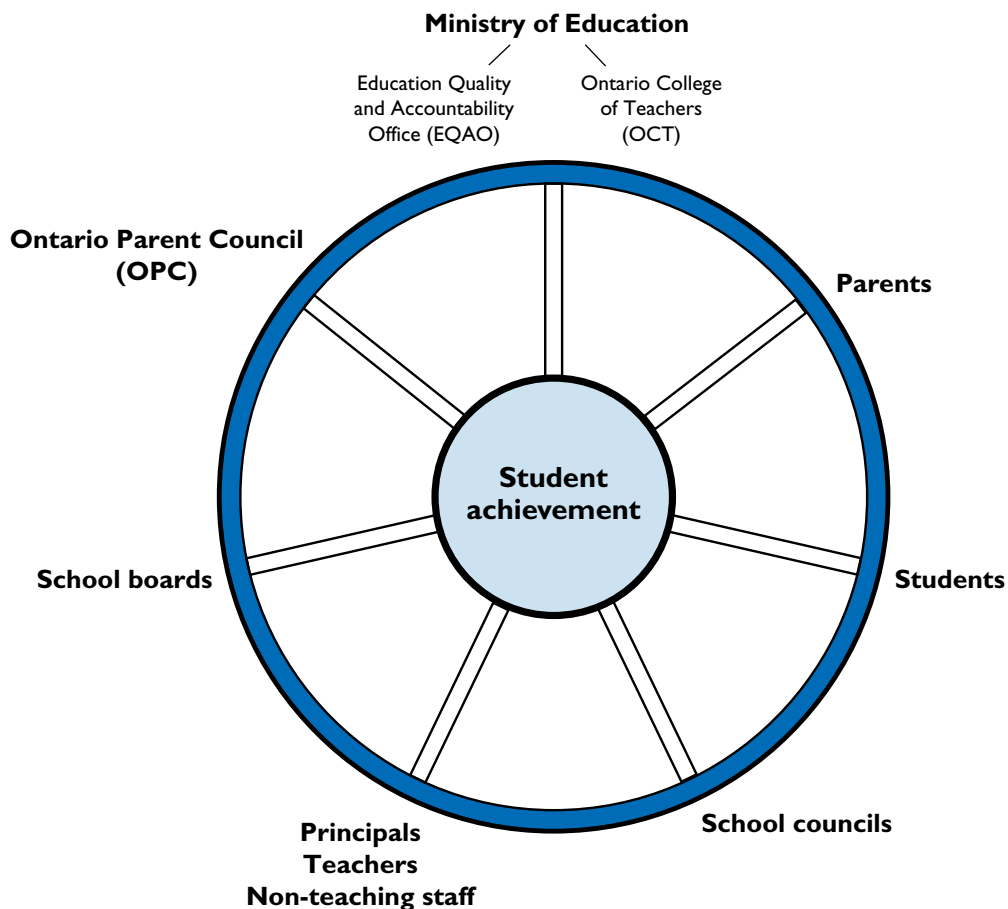 Ministry of Education
Education Quality
and Accountability
Office (EQAO)
Ontario College
of Teachers
(OCT)
Ontario Parent Council
(OPC)
Parents
Student
achievement
School boards
Students
School councils
Principals
Teachers
Non-teaching staff